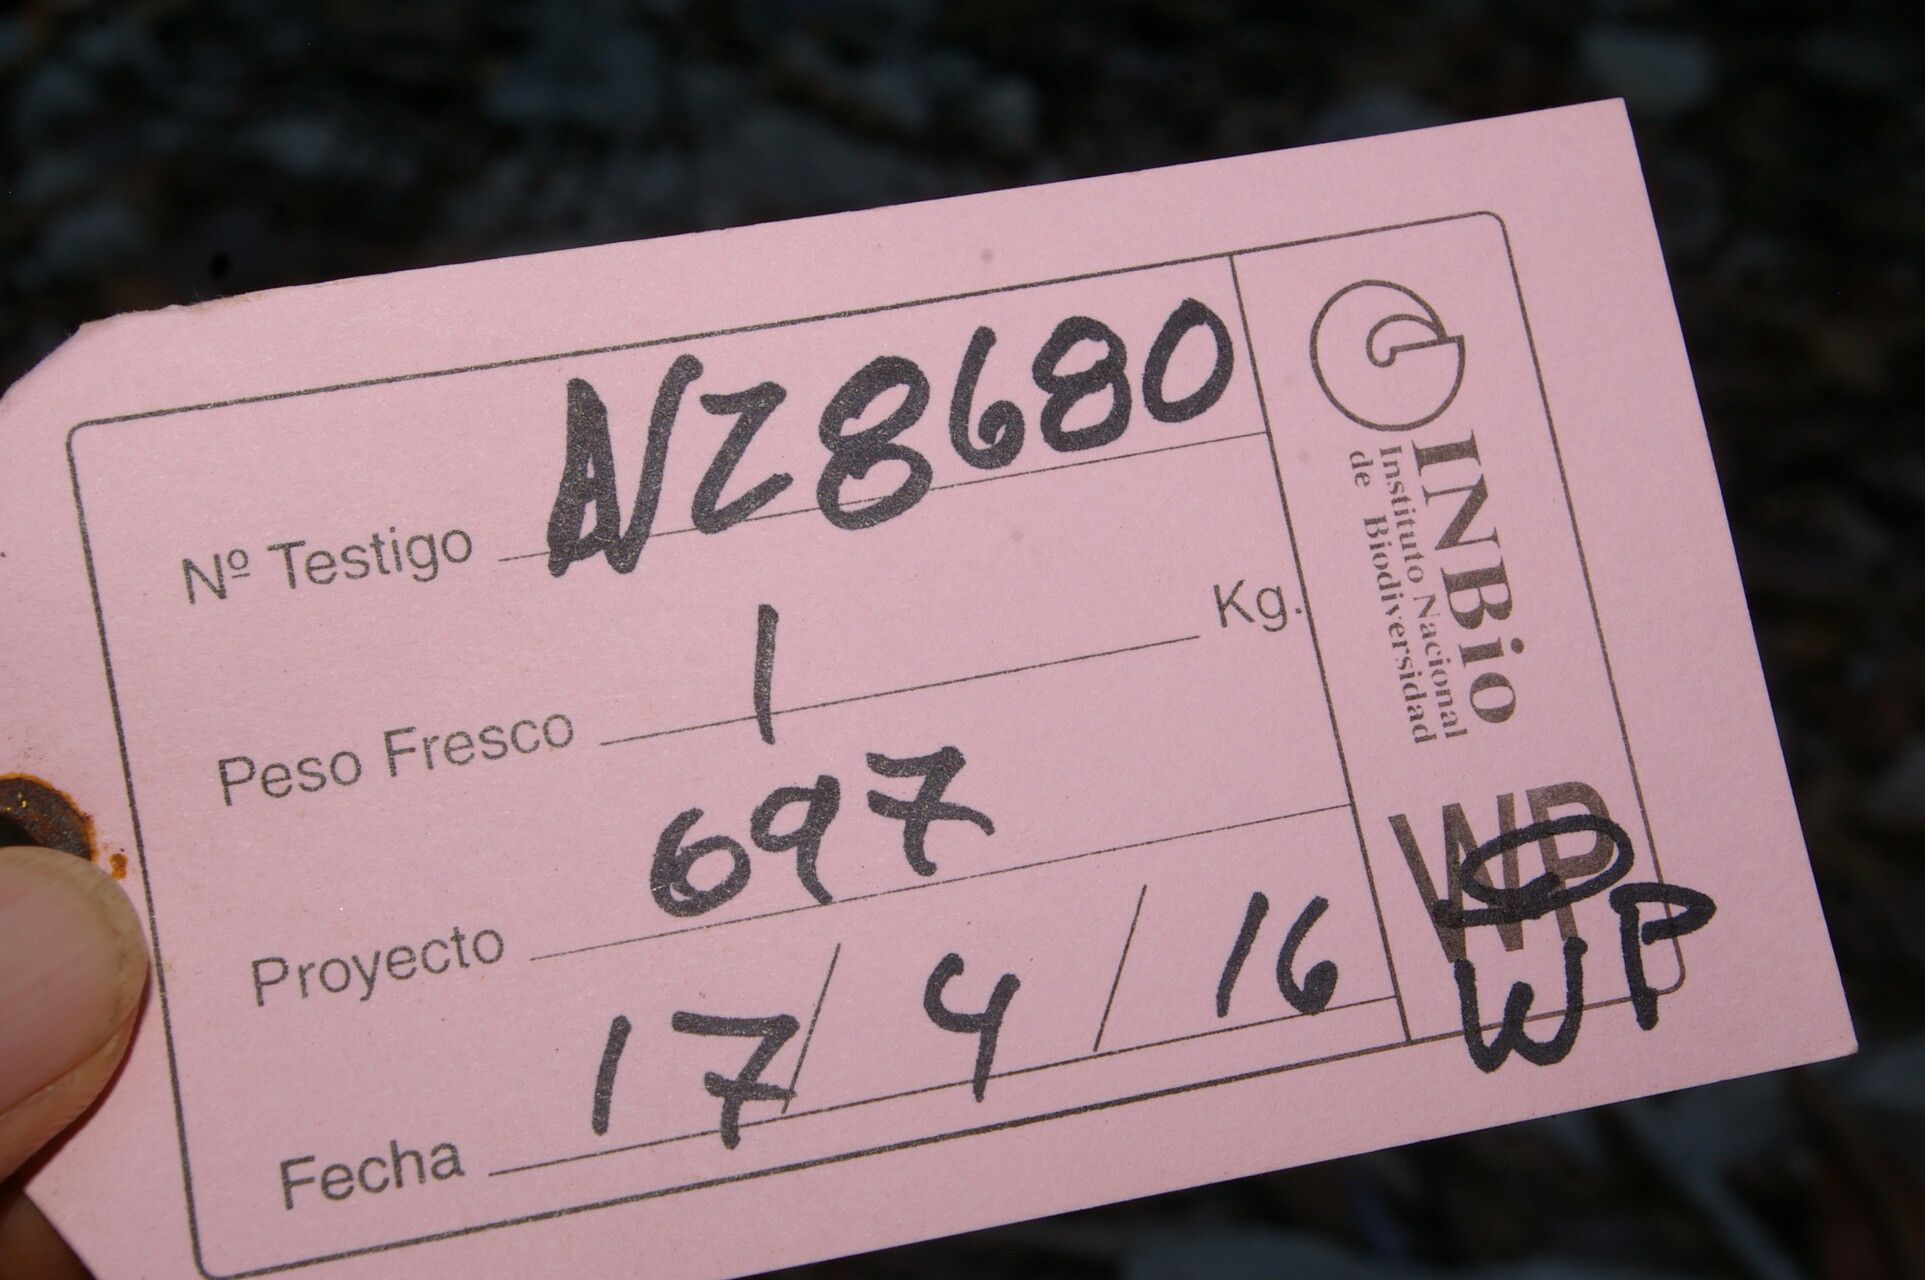 Nº Testigo NZ8680
Peso Fresco 1 Kg.
Proyecto 697
Fecha 17/4/16
INBio
Instituto Nacional
de Biodiversidad
WP
WP